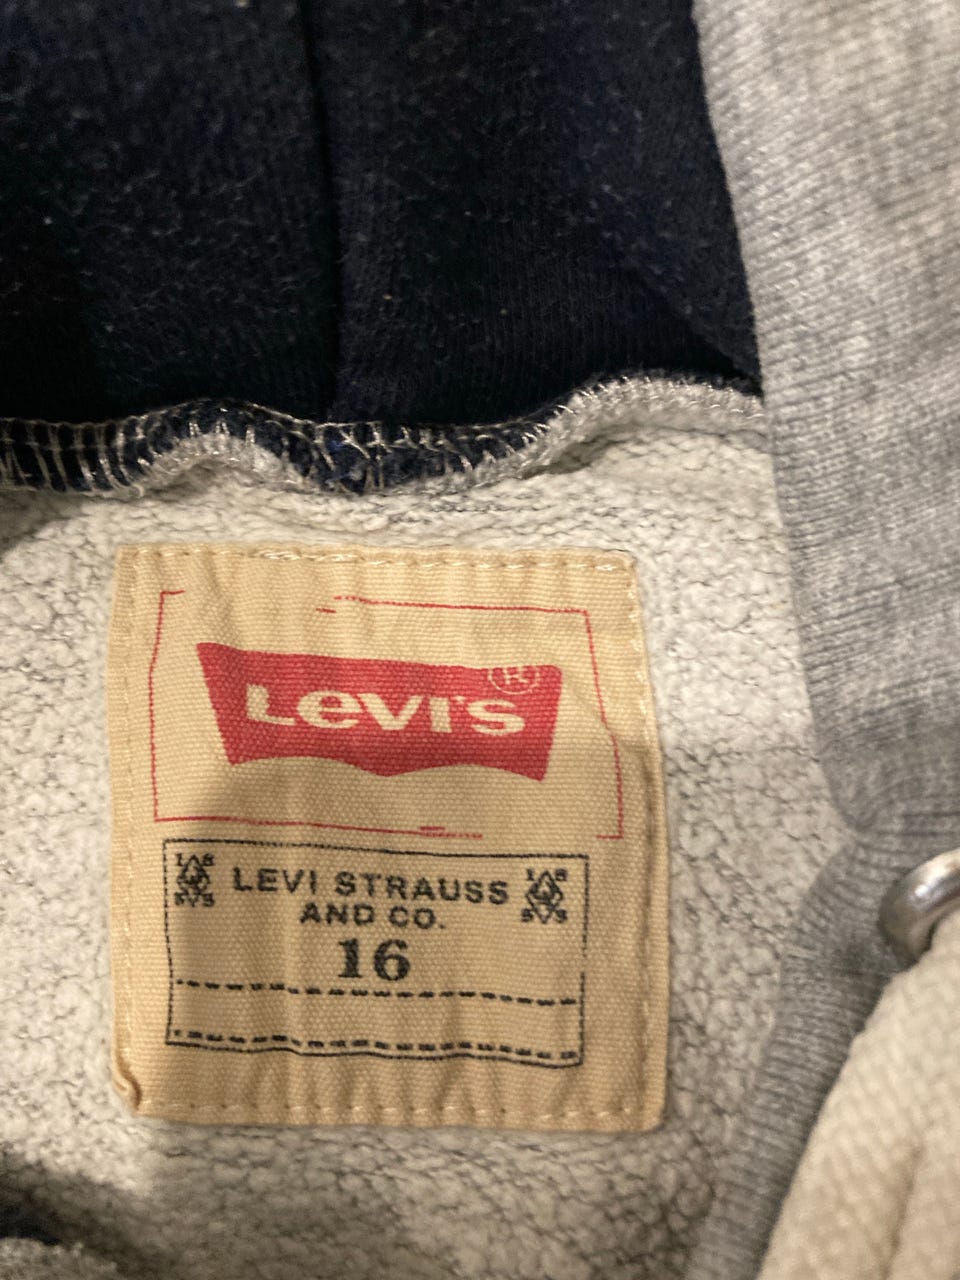 Levi's®
LEVI STRAUSS
AND CO.
16